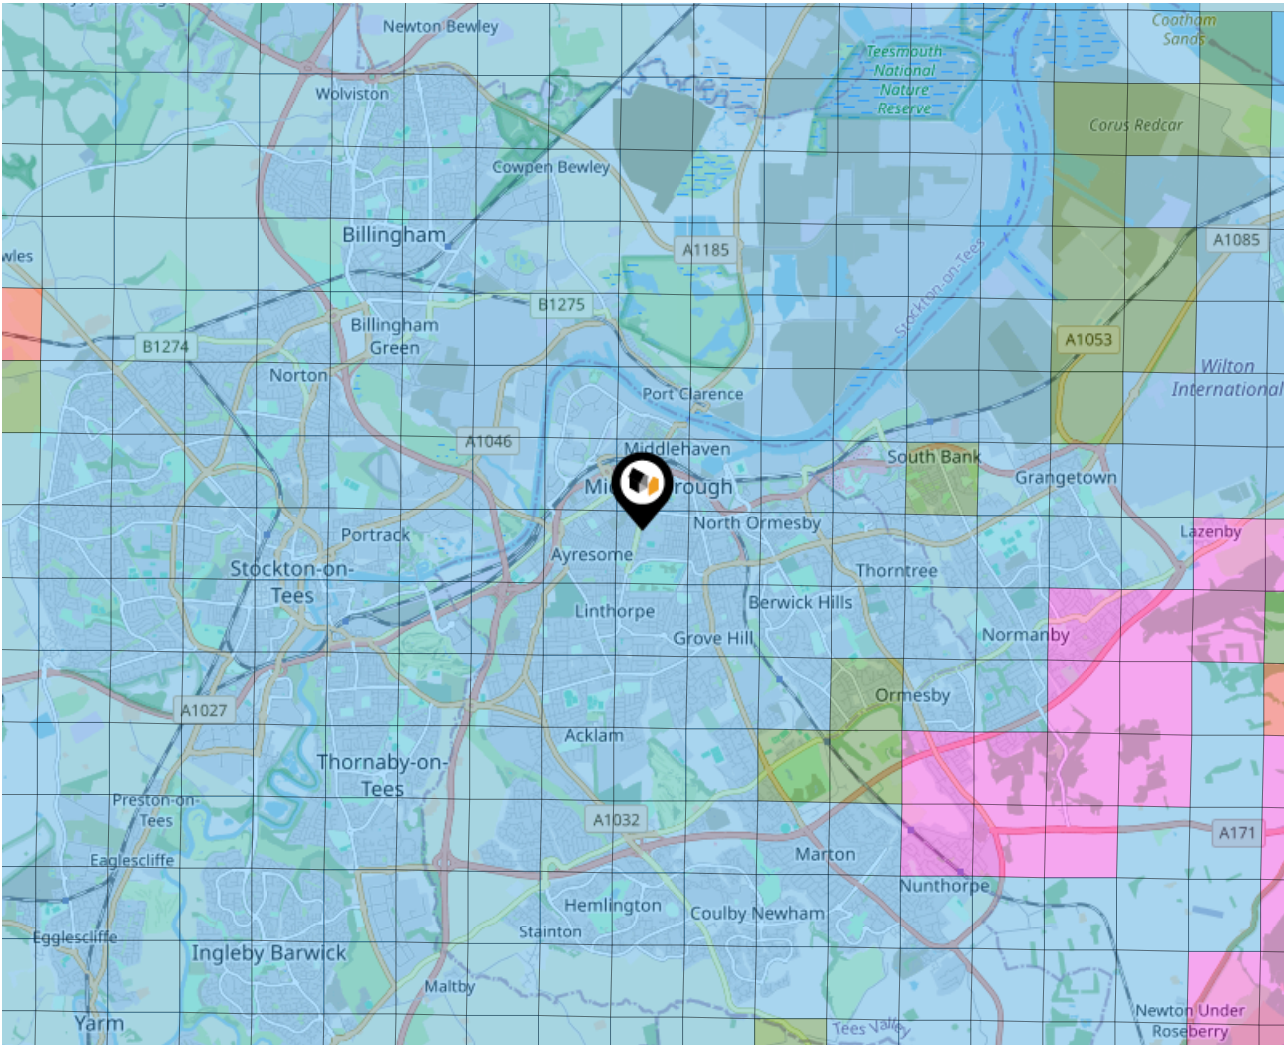 Coatham
Sands
Newton Bewley
Teesmouth
National
Nature
Reserve
Wolviston
Corus Redcar
Cowpen Bewley
Billingham
A1185
A1085
wles
Stockton-on-Tees
B1275
Billingham
Green
B1274
A1053
Norton
Wilton
International
Port Clarence
A1046
Middlehaven
South Bank
Mi rough
Grangetown
North Ormesby
Lazenby
Portrack
Ayresome
Stockton-on-
Tees
Thorntree
Linthorpe
Berwick Hills
Grove Hill
Normanby
Ormesby
A1027
Acklam
Thornaby-on-
Tees
Preston-on-
Tees
A1032
A171
Marton
Eaglescliffe
Nunthorpe
Hemlington
Coulby Newham
Stainton
Egglescliffe
Ingleby Barwick
Maltby
Newton Under
Roseberry
Yarm
Tees Valley